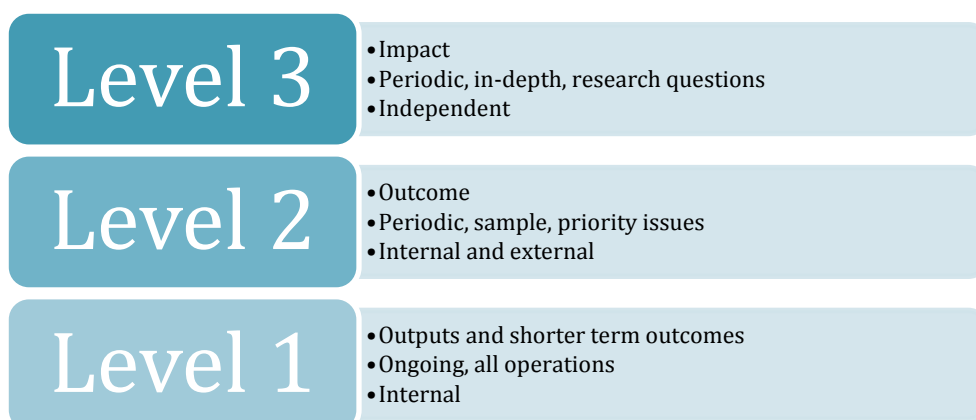 Level 3
•Impact
•Periodic, in-depth, research questions
•Independent
Level 2
•Outcome
•Periodic, sample, priority issues
•Internal and external
Level 1
•Outputs and shorter term outcomes
•Ongoing, all operations
•Internal